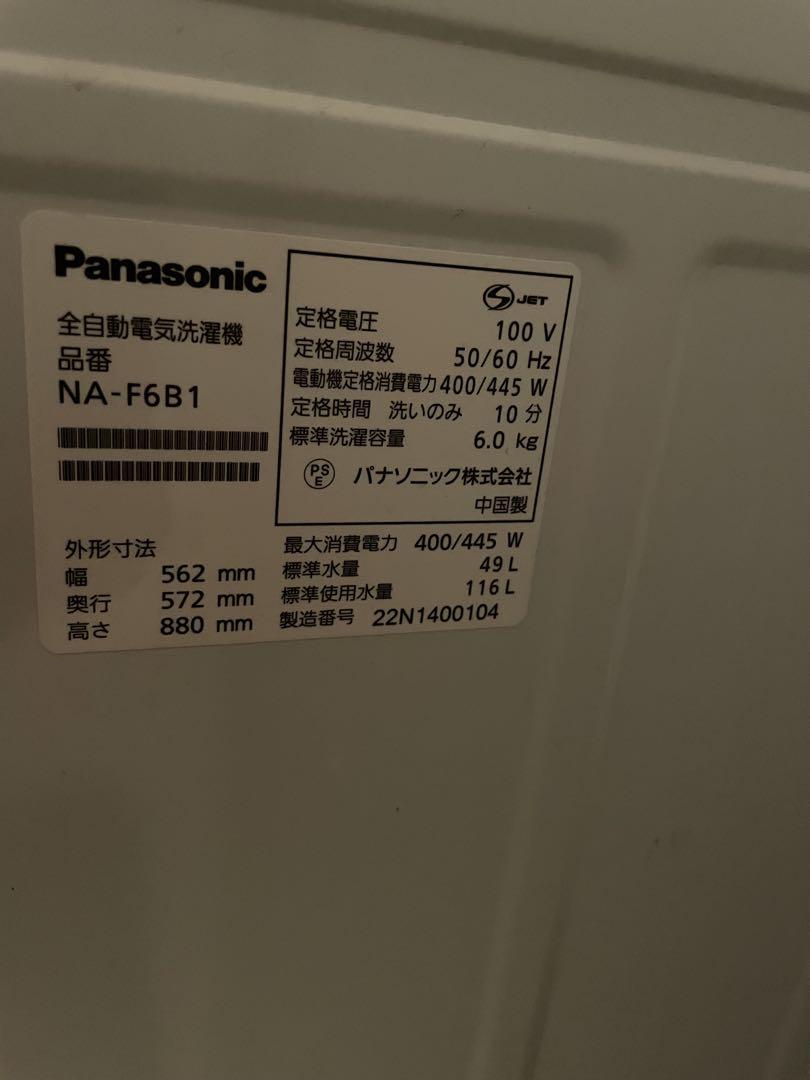 Panasonic
全自動電気洗濯機
品番
NA-F6B1
外形寸法
幅 562 mm
奥行 572 mm
高さ 880 mm
JET
定格電圧 100 V
定格周波数 50/60 Hz
電動機定格消費電力 400/445 W
定格時間 洗いのみ 10 分
標準洗濯容量 6.0 kg
PS E パナソニック株式会社
中国製
最大消費電力 400/445 W
標準水量 49 L
標準使用水量 116 L
製造番号 22N1400104